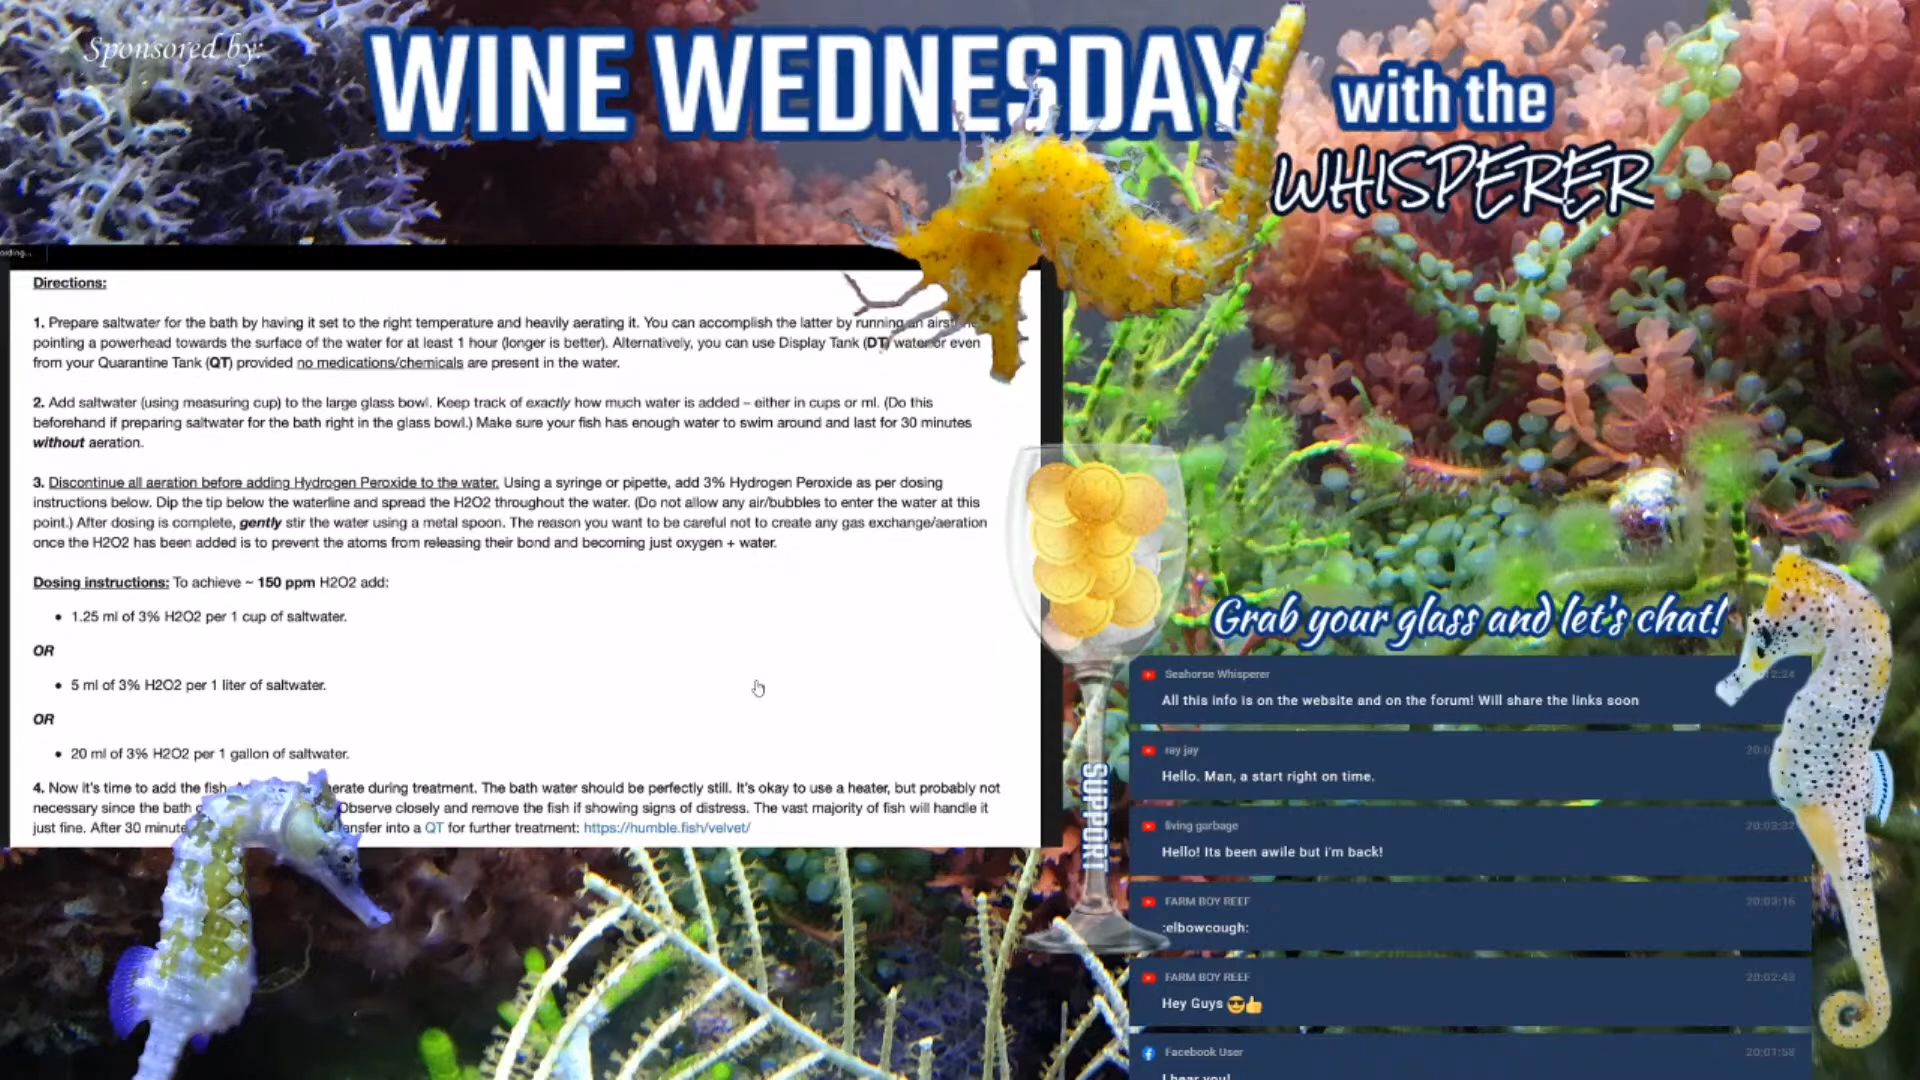 Sponsored by:
WINE WEDNESDAY
with the
WHISPERER
ording...
Directions:
1. Prepare saltwater for the bath by having it set to the right temperature and heavily aerating it. You can accomplish the latter by running an
pointing a powerhead towards the surface of the water for at least 1 hour (longer is better). Alternatively, you can use Display Tank (DT) water or even
from your Quarantine Tank (QT) provided no medications/chemicals are present in the water.
2. Add saltwater (using measuring cup) to the large glass bowl. Keep track of exactly how much water is added – either in cups or ml. (Do this
beforehand if preparing saltwater for the bath right in the glass bowl.) Make sure your fish has enough water to swim around and last for 30 minutes
without aeration.
3. Discontinue all aeration before adding Hydrogen Peroxide to the water. Using a syringe or pipette, add 3% Hydrogen Peroxide as per dosing
instructions below. Dip the tip below the waterline and spread the H2O2 throughout the water. (Do not allow any air/bubbles to enter the water at this
point.) After dosing is complete, gently stir the water using a metal spoon. The reason you want to be careful not to create any gas exchange/aeration
once the H2O2 has been added is to prevent the atoms from releasing their bond and becoming just oxygen + water.
Dosing instructions: To achieve ~ 150 ppm H2O2 add:
• 1.25 ml of 3% H2O2 per 1 cup of saltwater.
OR
• 5 ml of 3% H2O2 per 1 liter of saltwater.
OR
• 20 ml of 3% H2O2 per 1 gallon of saltwater.
4. Now it's time to add the fish. erate during treatment. The bath water should be perfectly still. It's okay to use a heater, but probably not
necessary since the bath Observe closely and remove the fish if showing signs of distress. The vast majority of fish will handle it
just fine. After 30 minute ansfer into a QT for further treatment: https://humble.fish/velvet/
SUPPORT
Grab your glass and let's chat!
Seahorse Whisperer
All this info is on the website and on the forum! Will share the links soon
ray jay
Hello. Man, a start right on time.
living garbage 20:03:32
Hello! Its been awile but i'm back!
FARM BOY REEF 20:03:16
:elbowcough:
FARM BOY REEF 20:02:43
Hey Guys 😎👍
Facebook User 20:01:58
I hear you!